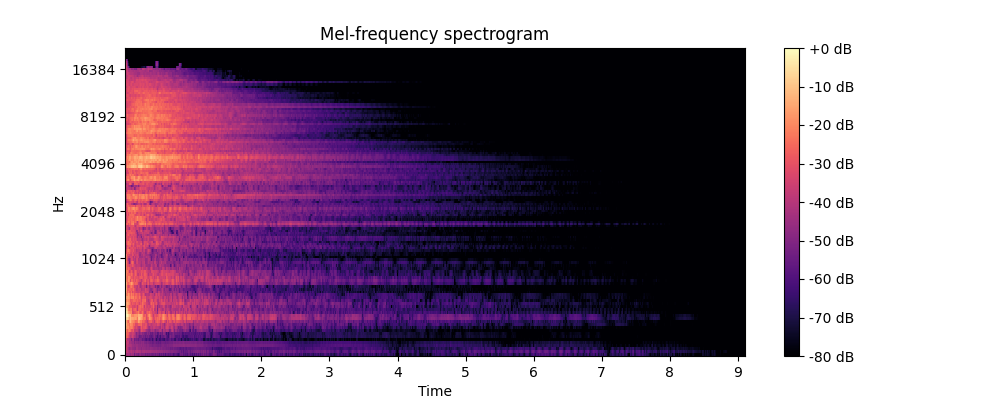 Mel-frequency spectrogram
Hz
16384
8192
4096
2048
1024
512
0
0 1 2 3 4 5 6 7 8 9
Time
+0 dB
-10 dB
-20 dB
-30 dB
-40 dB
-50 dB
-60 dB
-70 dB
-80 dB